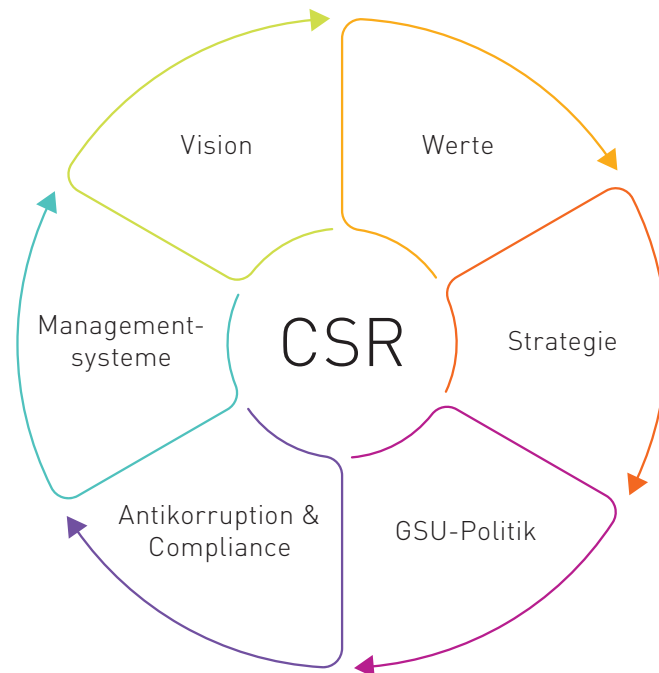 Vision
Werte
Management-
systeme
CSR
Strategie
Antikorruption &
Compliance
GSU-Politik